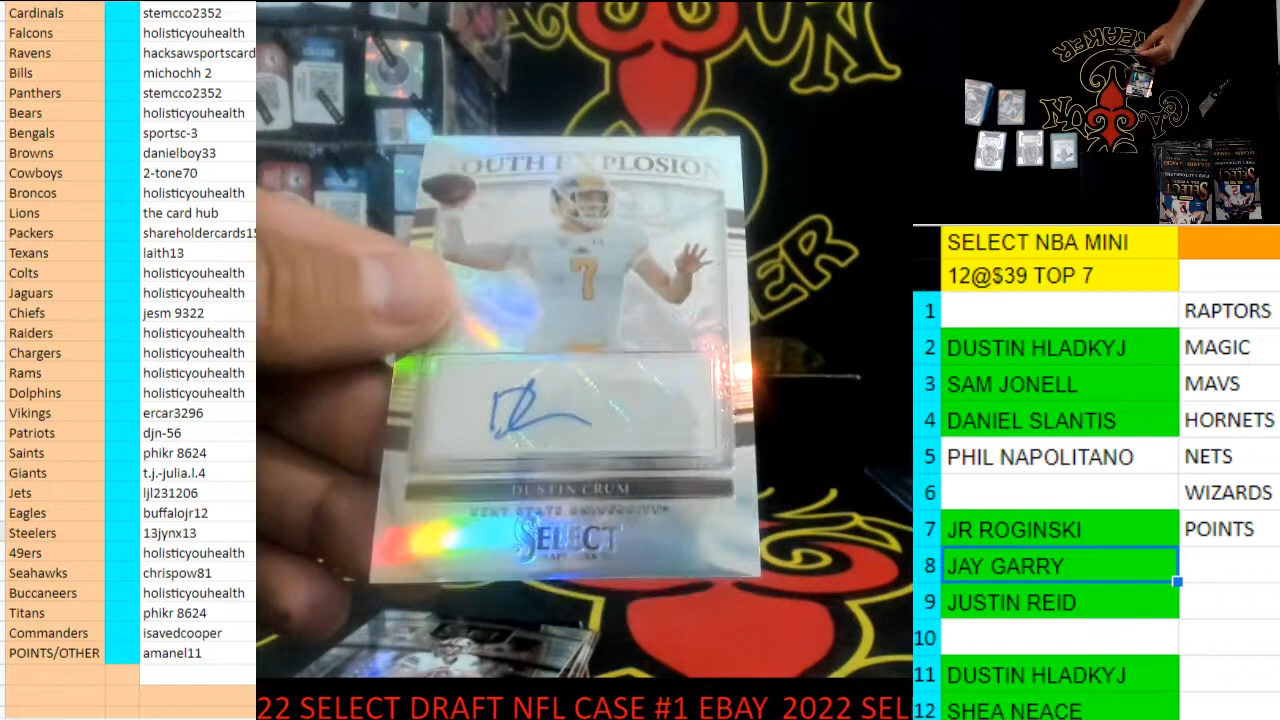 Cardinals stemcco2352
Falcons holisticyouhealth
Ravens hacksawsportscard
Bills michochh 2
Panthers stemcco2352
Bears holisticyouhealth
Bengals sportsc-3
Browns danielboy33
Cowboys 2-tone70
Broncos holisticyouhealth
Lions the card hub
Packers shareholdercards15
Texans laith13
Colts holisticyouhealth
Jaguars holisticyouhealth
Chiefs jesm 9322
Raiders holisticyouhealth
Chargers holisticyouhealth
Rams holisticyouhealth
Dolphins holisticyouhealth
Vikings ercar3296
Patriots djn-56
Saints phikr 8624
Giants t.j.-julia.l.4
Jets ljl231206
Eagles buffalojr12
Steelers 13jynx13
49ers holisticyouhealth
Seahawks chrispow81
Buccaneers holisticyouhealth
Titans phikr 8624
Commanders isavedcooper
POINTS/OTHER amanel11
OUTH EXPLOSION
7
DUSTIN CRUM
KENT STATE UNIVERSITY
SELECT
22 SELECT DRAFT NFL CASE #1 EBAY 2022 SEL
SELECT NBA MINI
12@$39 TOP 7
1 RAPTORS
2 DUSTIN HLADKYJ MAGIC
3 SAM JONELL MAVS
4 DANIEL SLANTIS HORNETS
5 PHIL NAPOLITANO NETS
6 WIZARDS
7 JR ROGINSKI POINTS
8 JAY GARRY
9 JUSTIN REID
10
11 DUSTIN HLADKYJ
12 SHEA NEACE